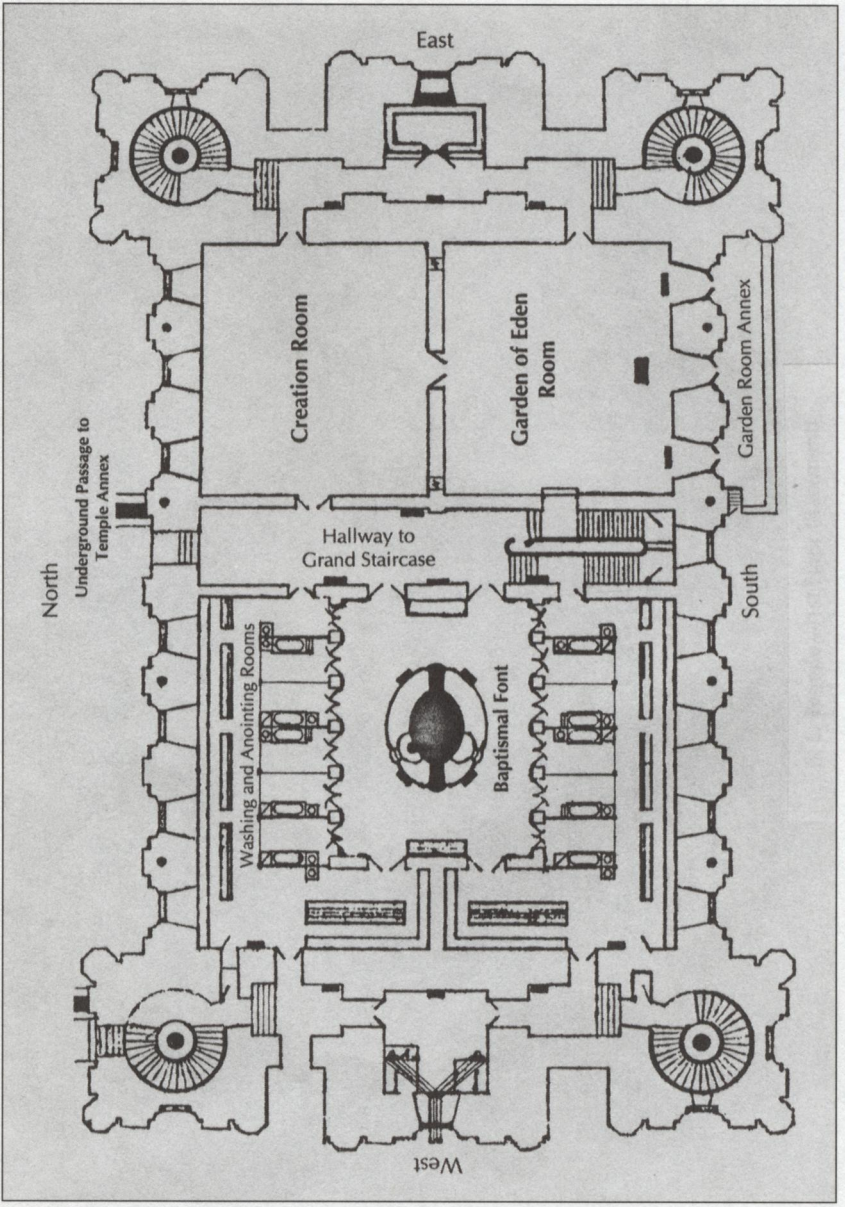 East
Creation Room
Garden of Eden
Room
Garden Room Annex
Underground Passage to
Temple Annex
North
Hallway to
Grand Staircase
South
Washing and Anointing Rooms
Baptismal Font
West